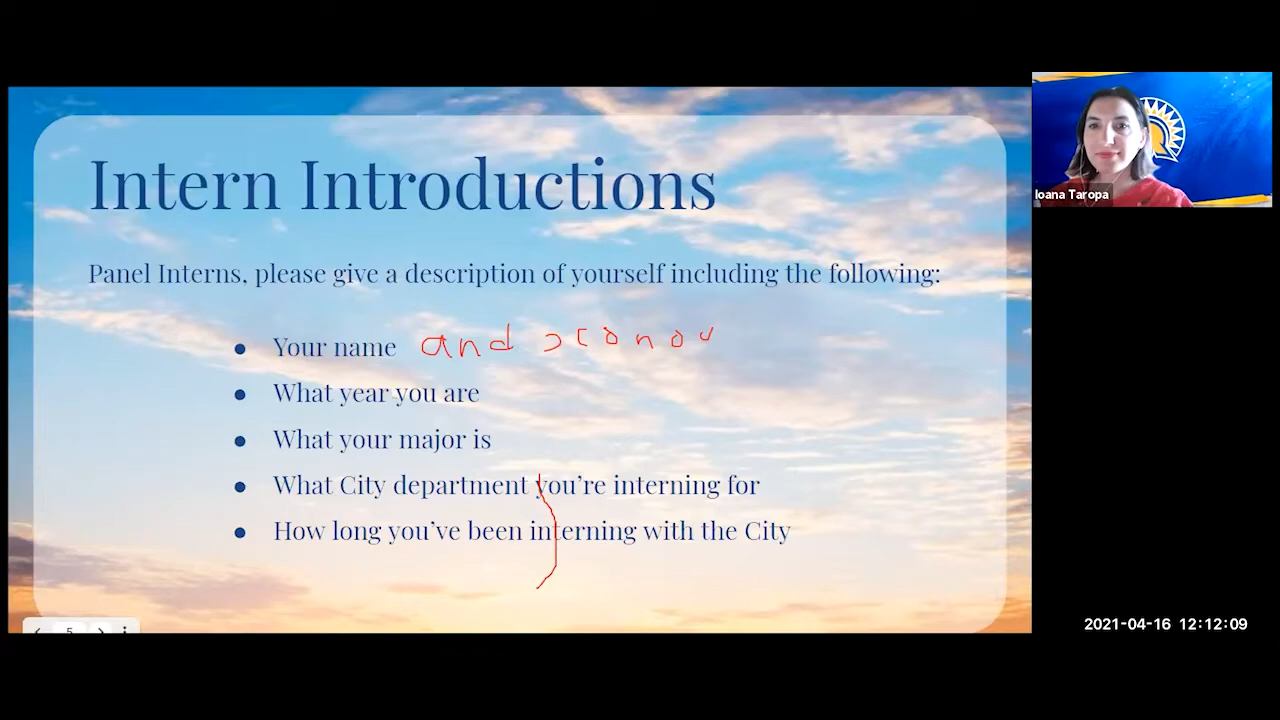 Intern Introductions
Panel Interns, please give a description of yourself including the following:
● Your name and
● What year you are
● What your major is
● What City department you're interning for
● How long you've been interning with the City
5
Ioana Taropa
2021-04-16 12:12:09